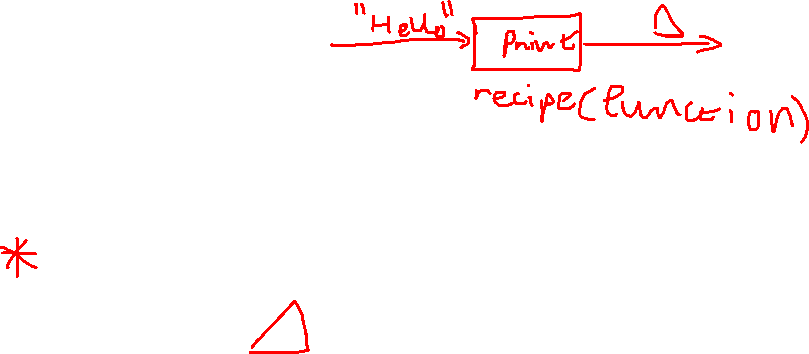 "Hello"
print
recipe(function)
*